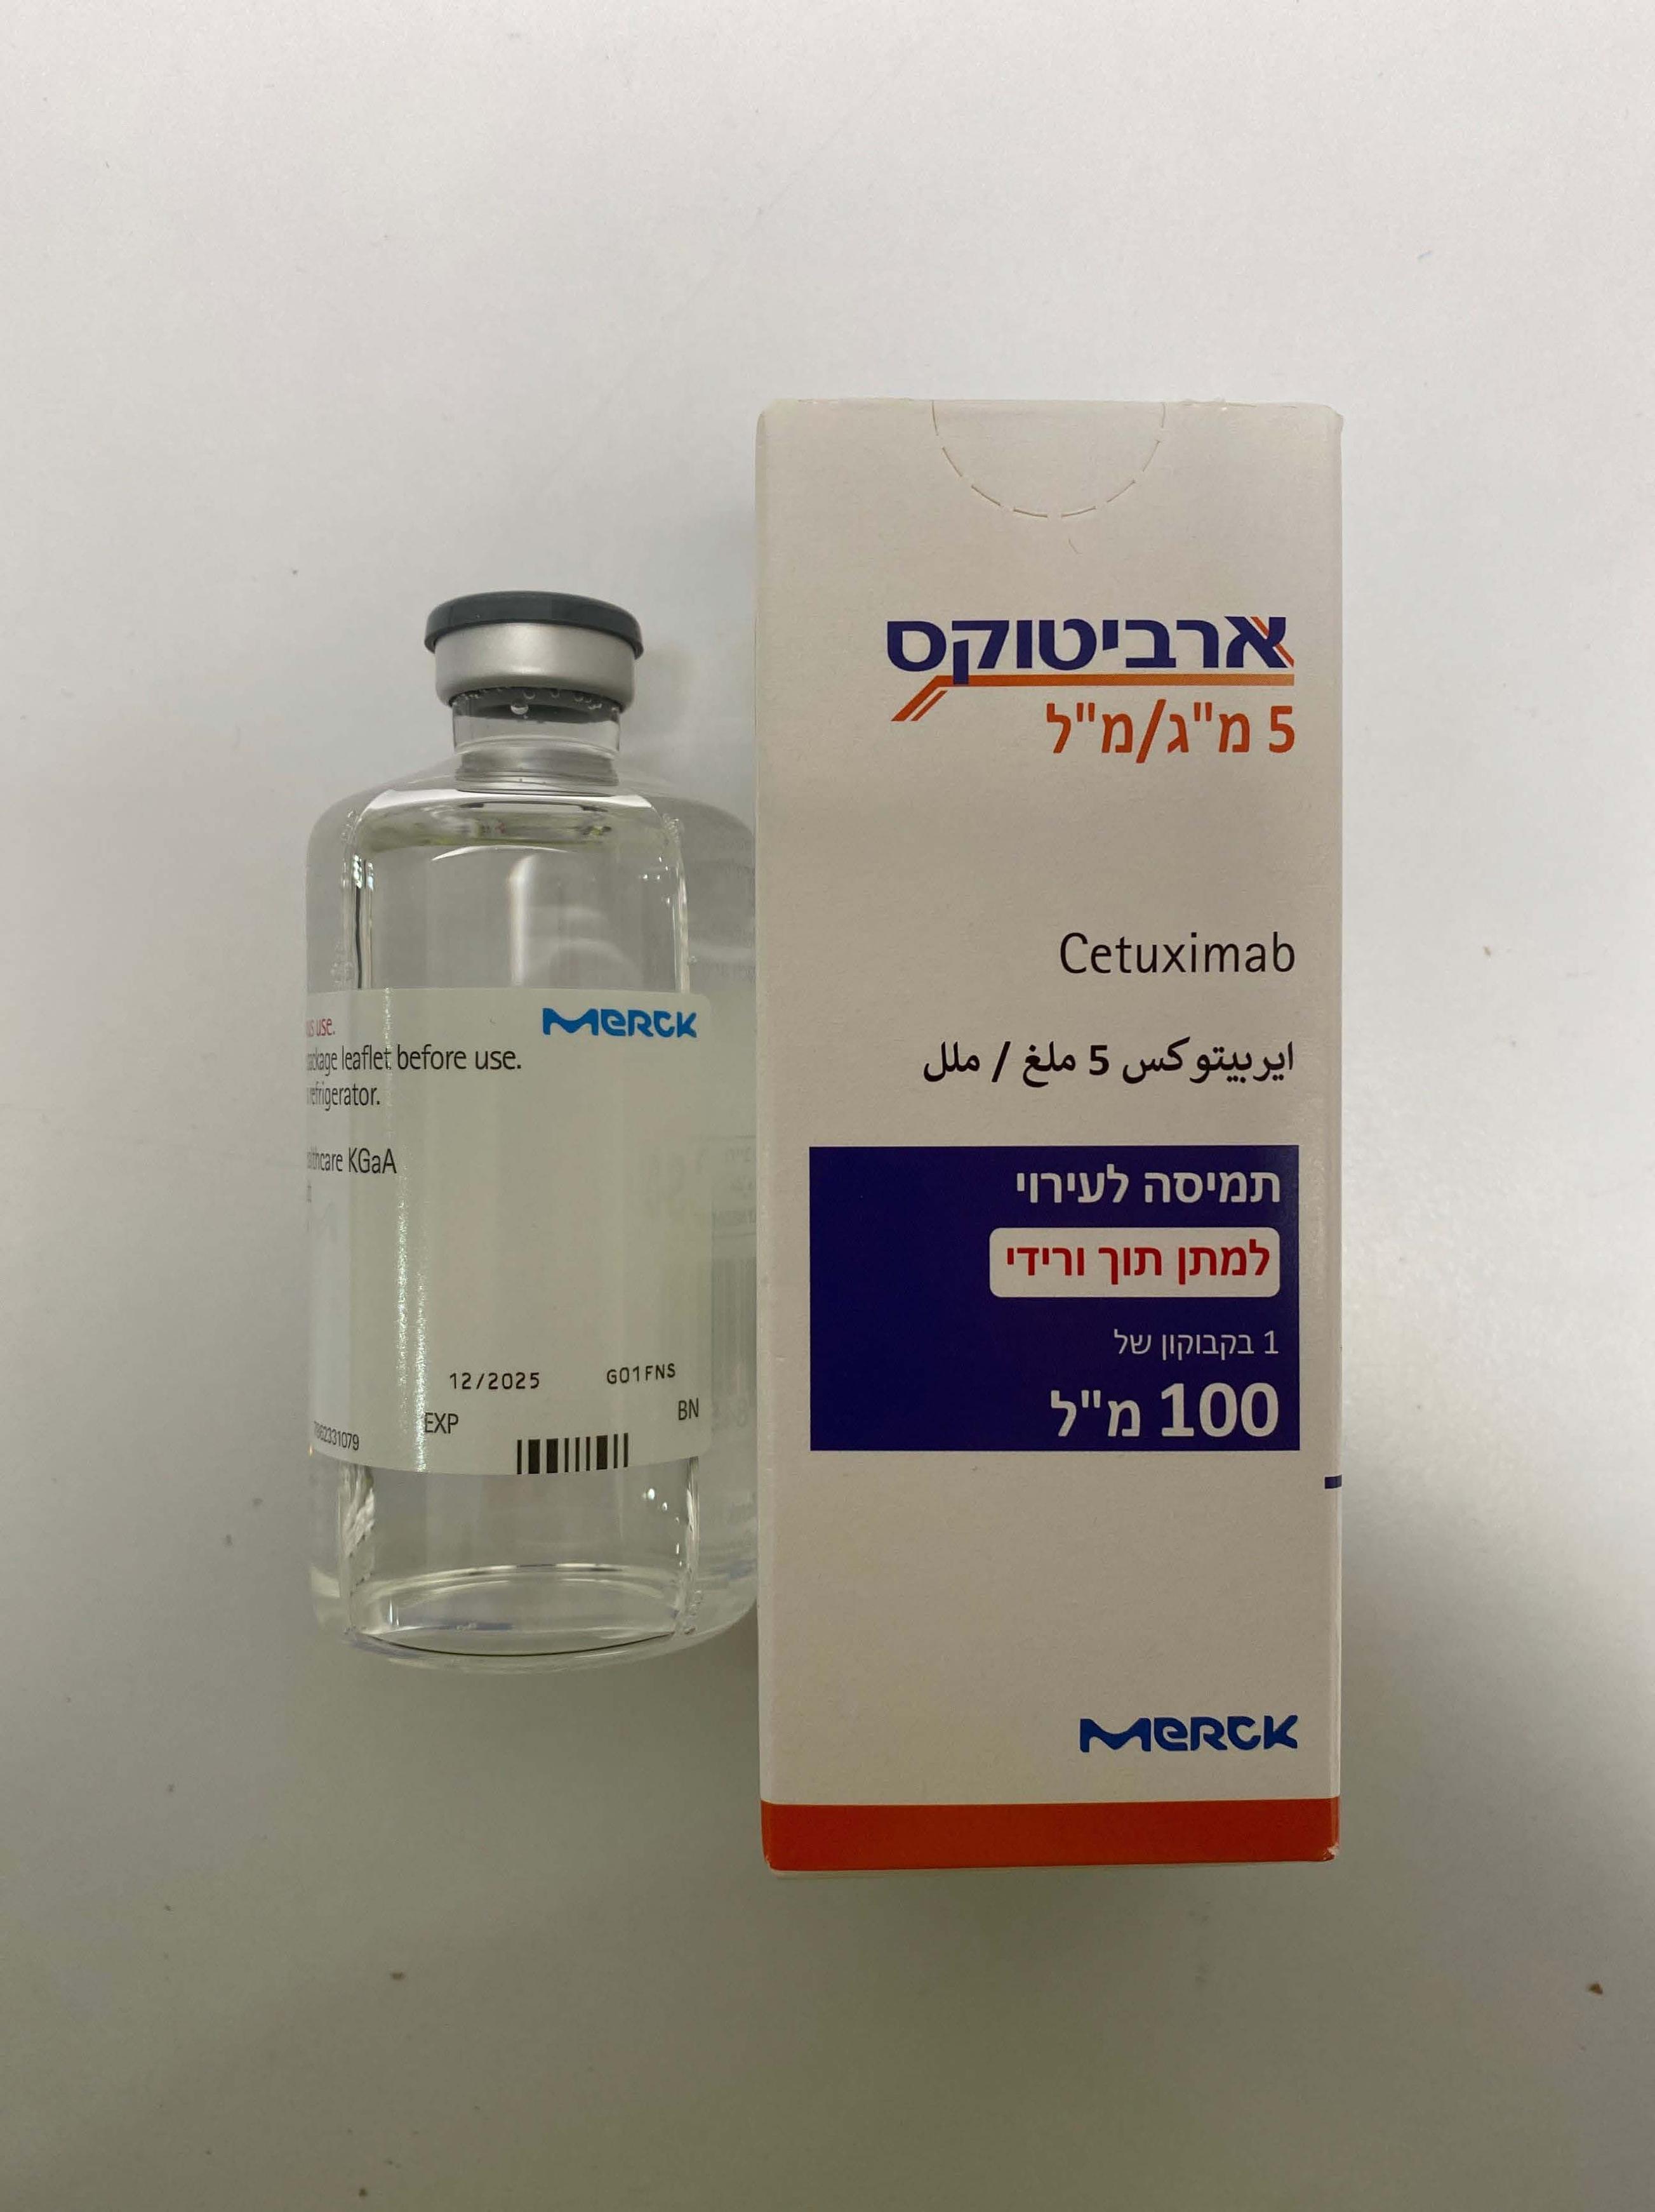 MERCK
use.
leaflet before use.
refrigerator.
KGaA
12/2025 G01FNS
EXP BN
ארביטוקס
5 מ"ג/מ"ל
Cetuximab
ايربيتوكس 5 ملغ / ملل
תמיסה לעירוי
למתן תוך ורידי
1 בקבוקון של
100 מ"ל
MERCK